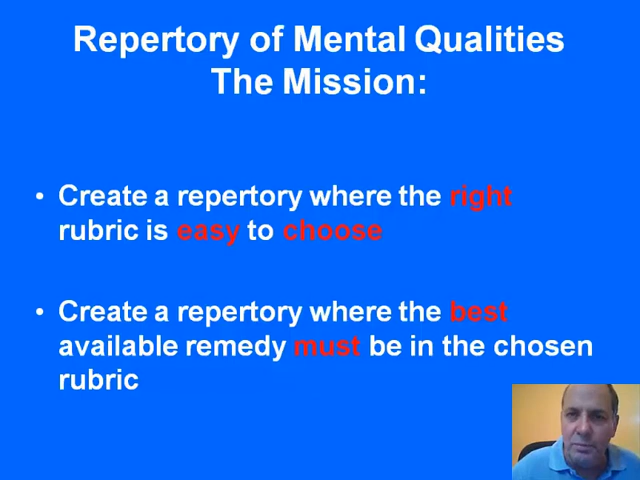 Repertory of Mental Qualities
The Mission:
• Create a repertory where the right
rubric is easy to choose
• Create a repertory where the best
available remedy must be in the chosen
rubric